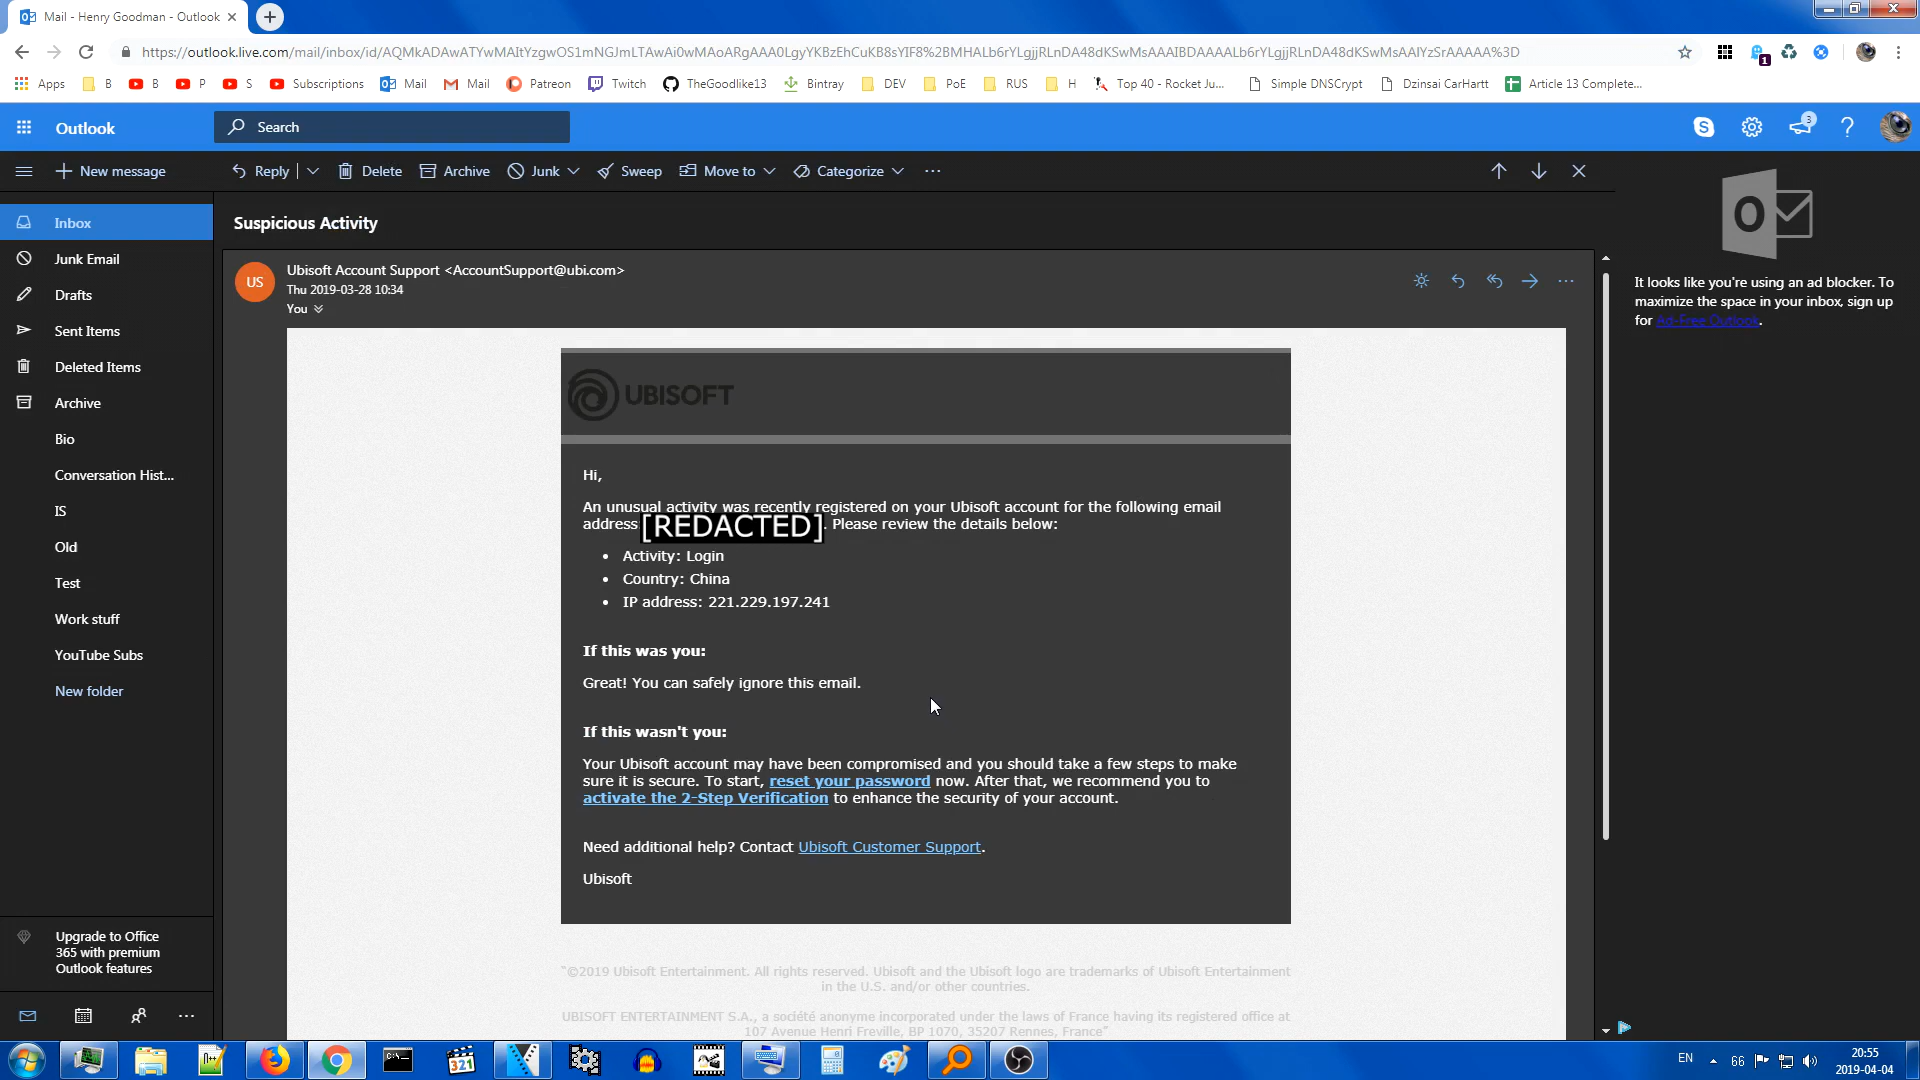 Mail - Henry Goodman - Outlook
https://outlook.live.com/mail/inbox/id/AQMkADAwATYwMAItYzgwOS1mNGJmLTAwAi0wMAoARgAAA0LgyYKBzEhCuKB8sYIF8%2BMHALb6rYLgjjRLnDA48dKSwMsAAAIBDAAAALb6rYLgjjRLnDA48dKSwMsAAIYzSrAAAAA%3D
1
Apps B B P S Subscriptions Mail Mail Patreon Twitch TheGoodlike13 Bintray DEV PoE RUS H Top 40 - Rocket Ju... Simple DNSCrypt Dzinsai CarHartt Article 13 Complete...
Outlook Search 3
New message Reply Delete Archive Junk Sweep Move to Categorize
Inbox
Junk Email
Drafts
Sent Items
Deleted Items
Archive
Bio
Conversation Hist...
IS
Old
Test
Work stuff
YouTube Subs
New folder
Upgrade to Office
365 with premium
Outlook features
Suspicious Activity
US
Ubisoft Account Support <AccountSupport@ubi.com>
Thu 2019-03-28 10:34
You
UBISOFT
Hi,
An unusual activity was recently registered on your Ubisoft account for the following email
address [REDACTED]. Please review the details below:
• Activity: Login
• Country: China
• IP address: 221.229.197.241
If this was you:
Great! You can safely ignore this email.
If this wasn't you:
Your Ubisoft account may have been compromised and you should take a few steps to make
sure it is secure. To start, reset your password now. After that, we recommend you to
activate the 2-Step Verification to enhance the security of your account.
Need additional help? Contact Ubisoft Customer Support.
Ubisoft
"©2019 Ubisoft Entertainment. All rights reserved. Ubisoft and the Ubisoft logo are trademarks of Ubisoft Entertainment
in the U.S. and/or other countries.
UBISOFT ENTERTAINMENT S.A., a société anonyme incorporated under the laws of France having its registered office at
107 Avenue Henri Freville, BP 1070, 35207 Rennes, France"
It looks like you're using an ad blocker. To
maximize the space in your inbox, sign up
for Ad-Free Outlook.
321
EN 66 20:55
2019-04-04